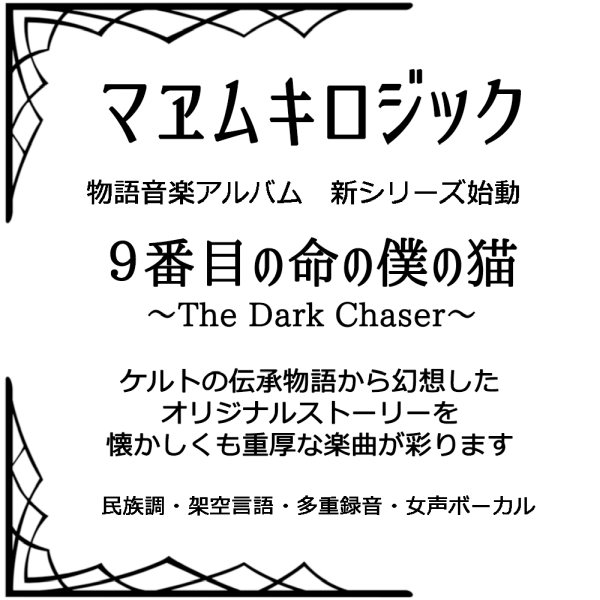 マヱムキロジック
物語音楽アルバム　新シリーズ始動
９番目の命の僕の猫
～The Dark Chaser～
ケルトの伝承物語から幻想した
オリジナルストーリーを
懐かしくも重厚な楽曲が彩ります
民族調・架空言語・多重録音・女声ボーカル